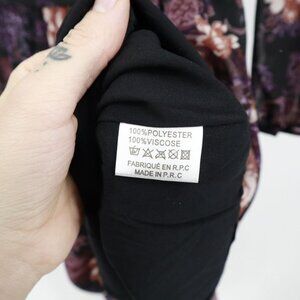 100%POLYESTER
100%VISCOSE
FABRIQUÉ EN R.P.C
MADE IN P.R.C